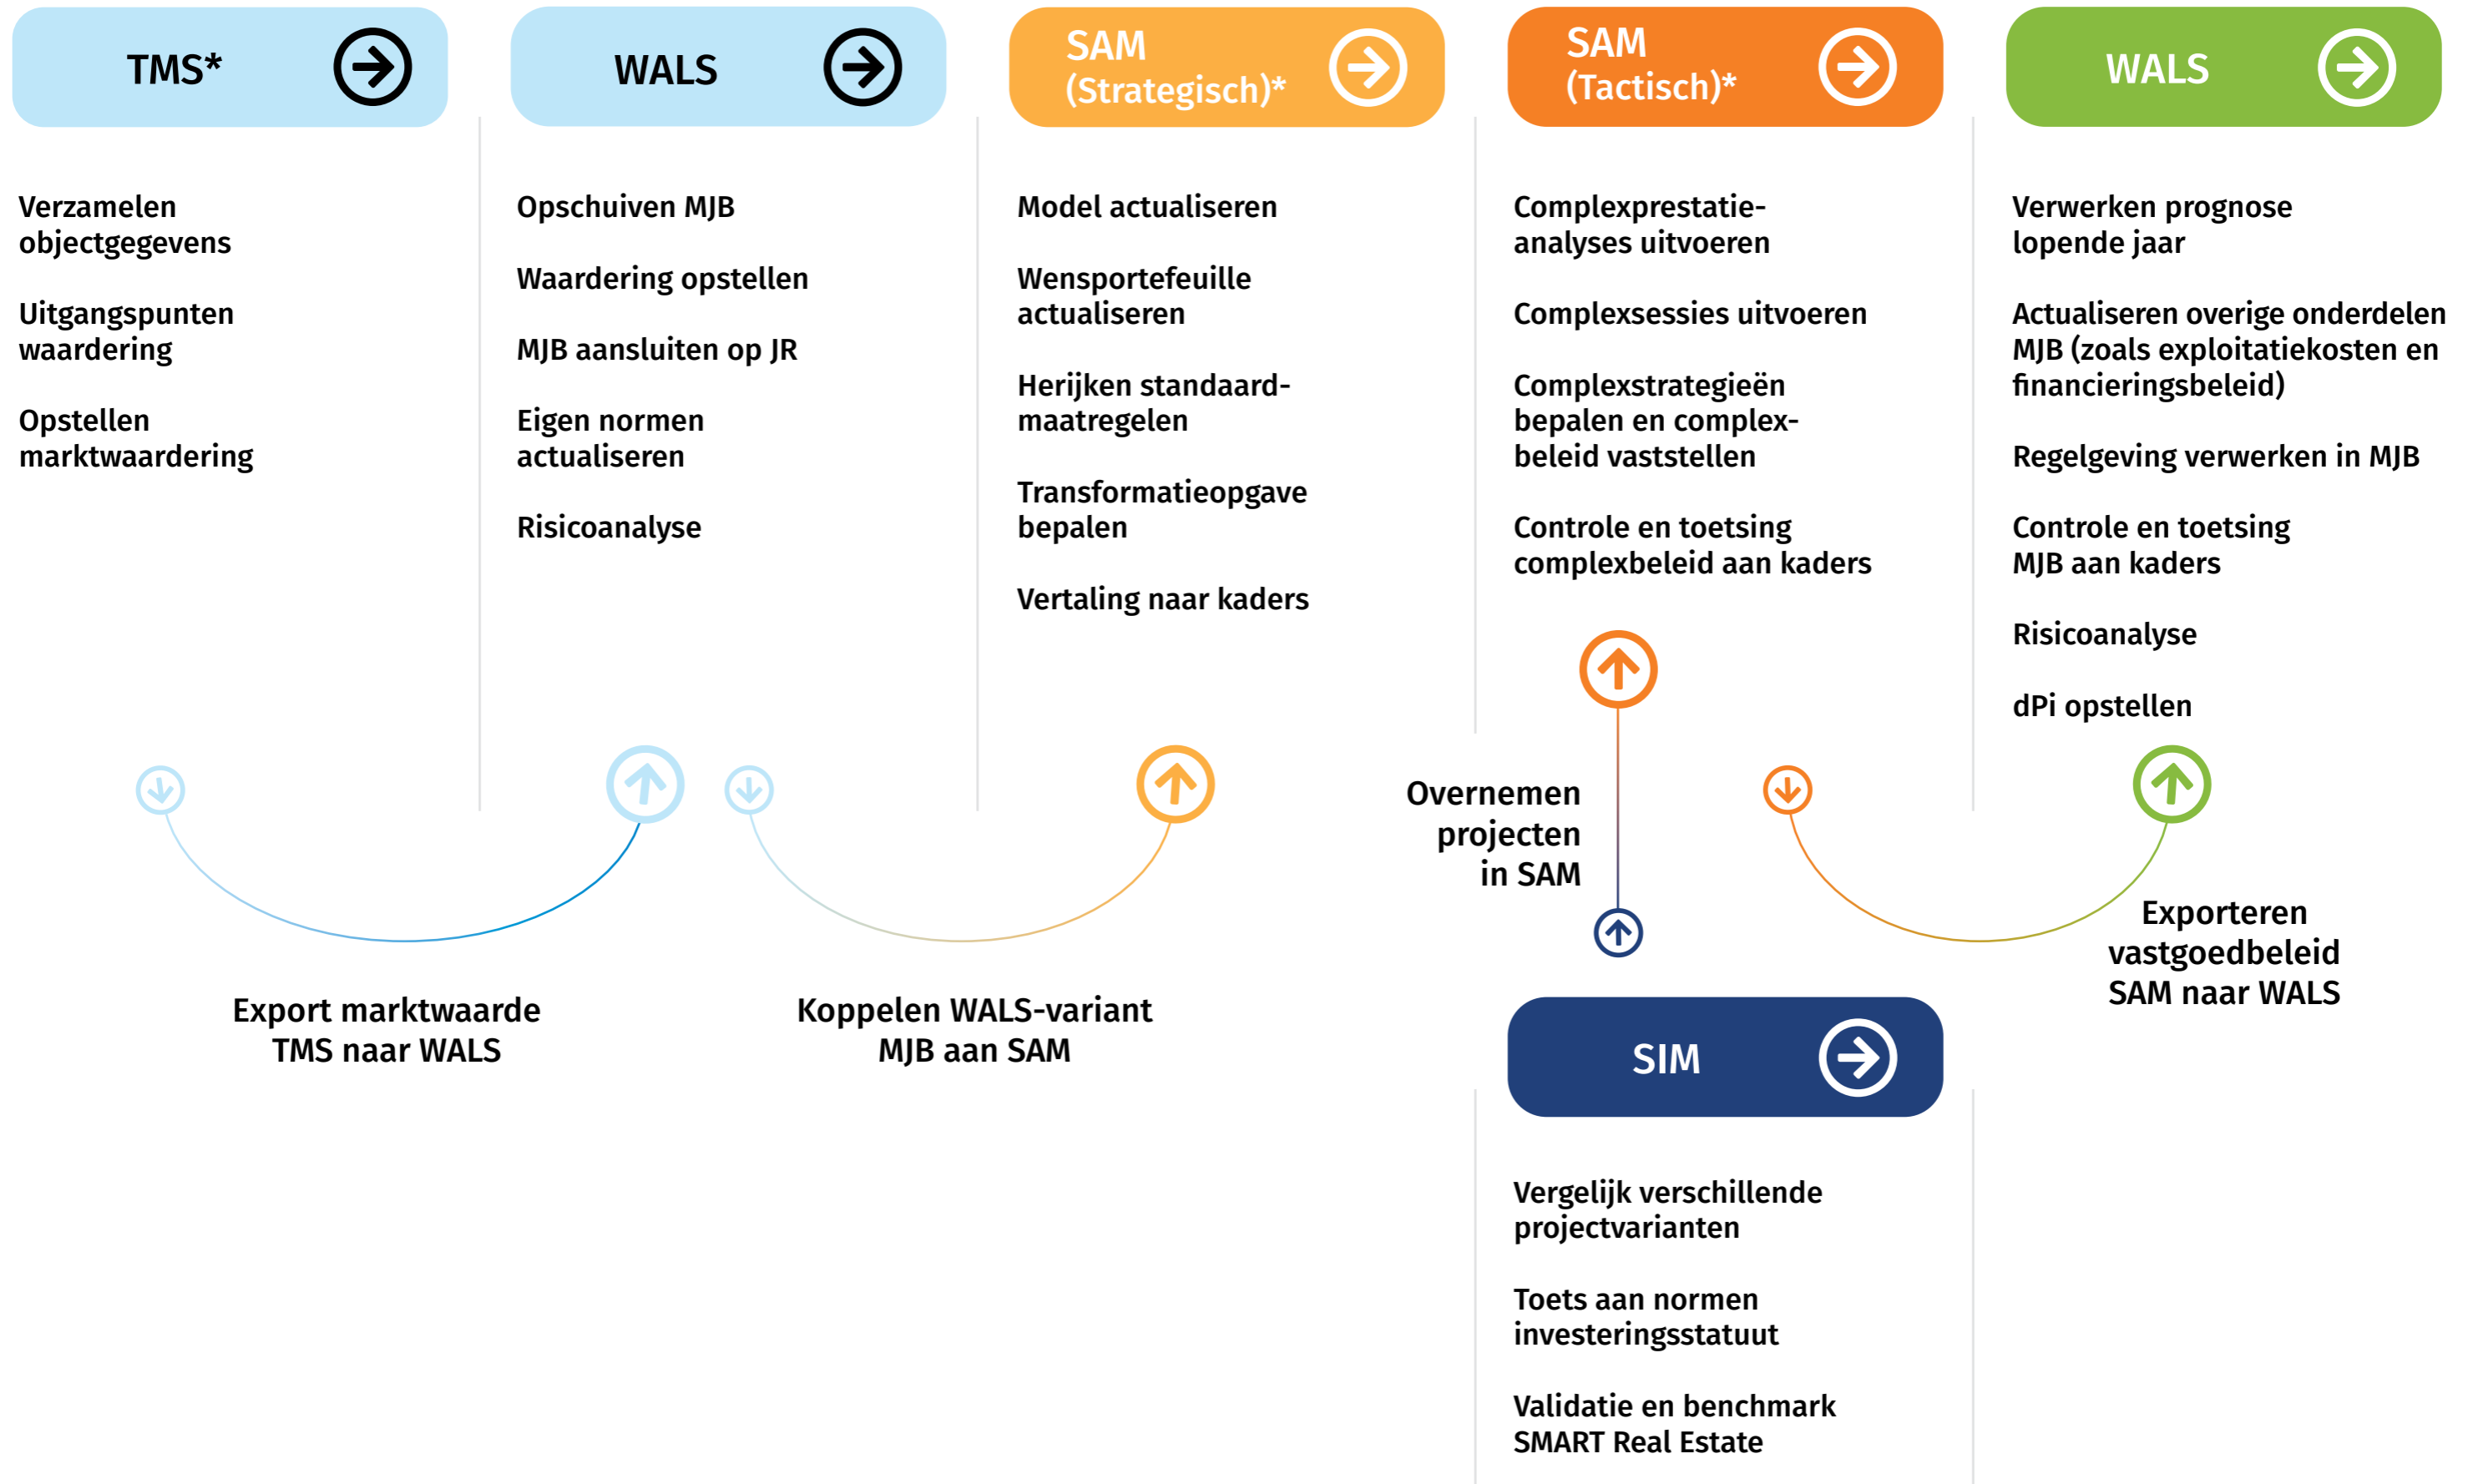 TMS*
Verzamelen
objectgegevens
Uitgangspunten
waardering
Opstellen
marktwaardering
WALS
Opschuiven MJB
Waardering opstellen
MJB aansluiten op JR
Eigen normen
actualiseren
Risicoanalyse
SAM
(Strategisch)*
Model actualiseren
Wensportefeuille
actualiseren
Herijken standaard-
maatregelen
Transformatieopgave
bepalen
Vertaling naar kaders
SAM
(Tactisch)*
Complexprestatie-
analyses uitvoeren
Complexsessies uitvoeren
Complexstrategieën
bepalen en complex-
beleid vaststellen
Controle en toetsing
complexbeleid aan kaders
WALS
Verwerken prognose
lopende jaar
Actualiseren overige onderdelen
MJB (zoals exploitatiekosten en
financieringsbeleid)
Regelgeving verwerken in MJB
Controle en toetsing
MJB aan kaders
Risicoanalyse
dPi opstellen
Export marktwaarde
TMS naar WALS
Koppelen WALS-variant
MJB aan SAM
Overnemen
projecten
in SAM
Exporteren
vastgoedbeleid
SAM naar WALS
SIM
Vergelijk verschillende
projectvarianten
Toets aan normen
investeringsstatuut
Validatie en benchmark
SMART Real Estate